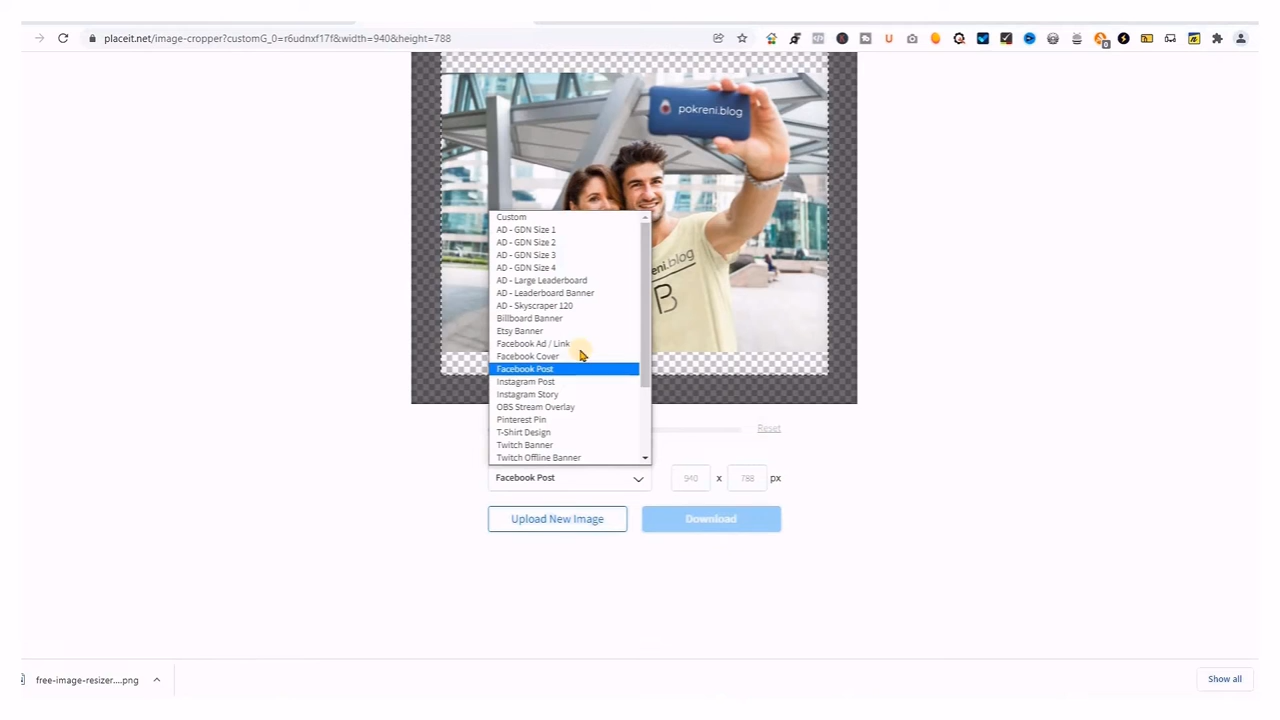 placeit.net/image-cropper?customG_0=r6udnxf17f&width=940&height=788
pokreni.blog
eni.blog
B
Custom
AD - GDN Size 1
AD - GDN Size 2
AD - GDN Size 3
AD - GDN Size 4
AD - Large Leaderboard
AD - Leaderboard Banner
AD - Skyscraper 120
Billboard Banner
Etsy Banner
Facebook Ad / Link
Facebook Cover
Facebook Post
Instagram Post
Instagram Story
OBS Stream Overlay
Pinterest Pin
T-Shirt Design
Twitch Banner
Twitch Offline Banner
Reset
Facebook Post
940 x 788 px
Upload New Image
Download
free-image-resizer....png
Show all